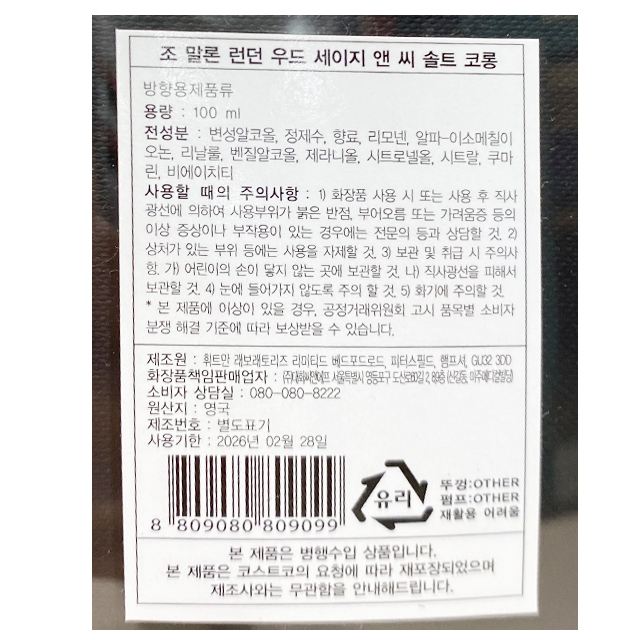 조 말론 런던 우드 세이지 앤 씨 솔트 코롱
방향용제품류
용량 : 100 ml
전성분 : 변성알코올, 정제수, 향료, 리모넨, 알파-이소메칠이
오논, 리날룰, 벤질알코올, 제라니올, 시트로넬올, 시트랄, 쿠마
린, 비에이치티
사용할 때의 주의사항 : 1) 화장품 사용 시 또는 사용 후 직사
광선에 의하여 사용부위가 붉은 반점, 부어오름 또는 가려움증 등의
이상 증상이나 부작용이 있는 경우에는 전문의 등과 상담할 것, 2)
상처가 있는 부위 등에는 사용을 자제할 것, 3) 보관 및 취급 시 주의사
항, 가) 어린이의 손이 닿지 않는 곳에 보관할 것, 나) 직사광선을 피해서
보관할 것, 4) 눈에 들어가지 않도록 주의 할 것, 5) 화기에 주의할 것.
* 본 제품에 이상이 있을 경우, 공정거래위원회 고시 품목별 소비자
분쟁 해결 기준에 따라 보상받을 수 있습니다.
제조원 : 휘트만 래보래토리즈 리미티드 베드포드로드, 피터스필드, 햄프셔, GU32 3DD
화장품책임판매업자 : 서울특별시 영등포구
소비자 상담실 : 080-080-8222
원산지 : 영국
제조번호 : 별도표기
사용기한 : 2026년 02월 28일
8 809080 809099
유리
뚜껑:OTHER
펌프:OTHER
재활용 어려움
본 제품은 병행수입 상품입니다.
본 제품은 코스트코의 요청에 따라 재포장되었으며
제조사와는 무관함을 안내해드립니다.